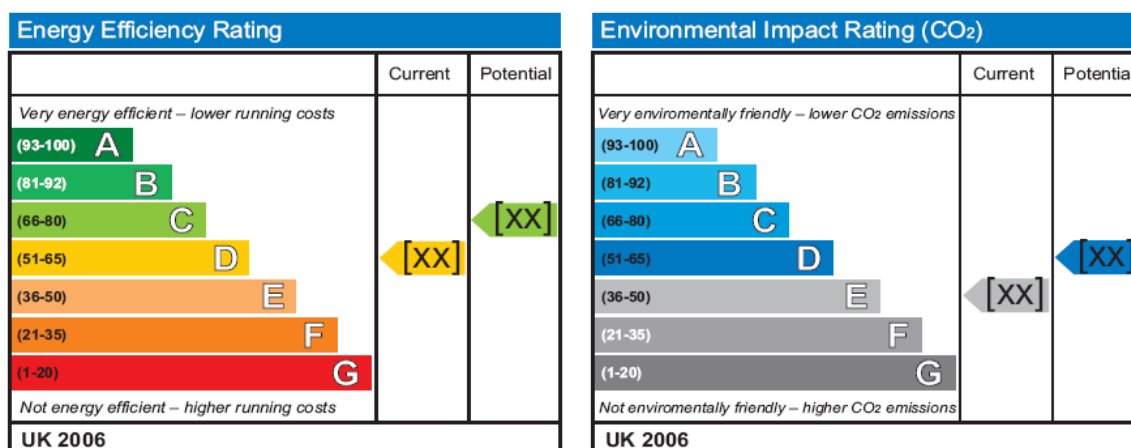 Energy Efficiency Rating
Current Potential
Very energy efficient – lower running costs
(93-100) A
(81-92) B
(66-80) C
[XX]
(51-65) D
[XX]
(36-50) E
(21-35) F
(1-20) G
Not energy efficient – higher running costs
UK 2006
Environmental Impact Rating (CO2)
Current Potentia
Very enviromentally friendly – lower CO2 emissions
(93-100) A
(81-92) B
(66-80) C
(51-65) D
[XX]
(36-50) E
[XX]
(21-35) F
(1-20) G
Not enviromentally friendly – higher CO2 emissions
UK 2006